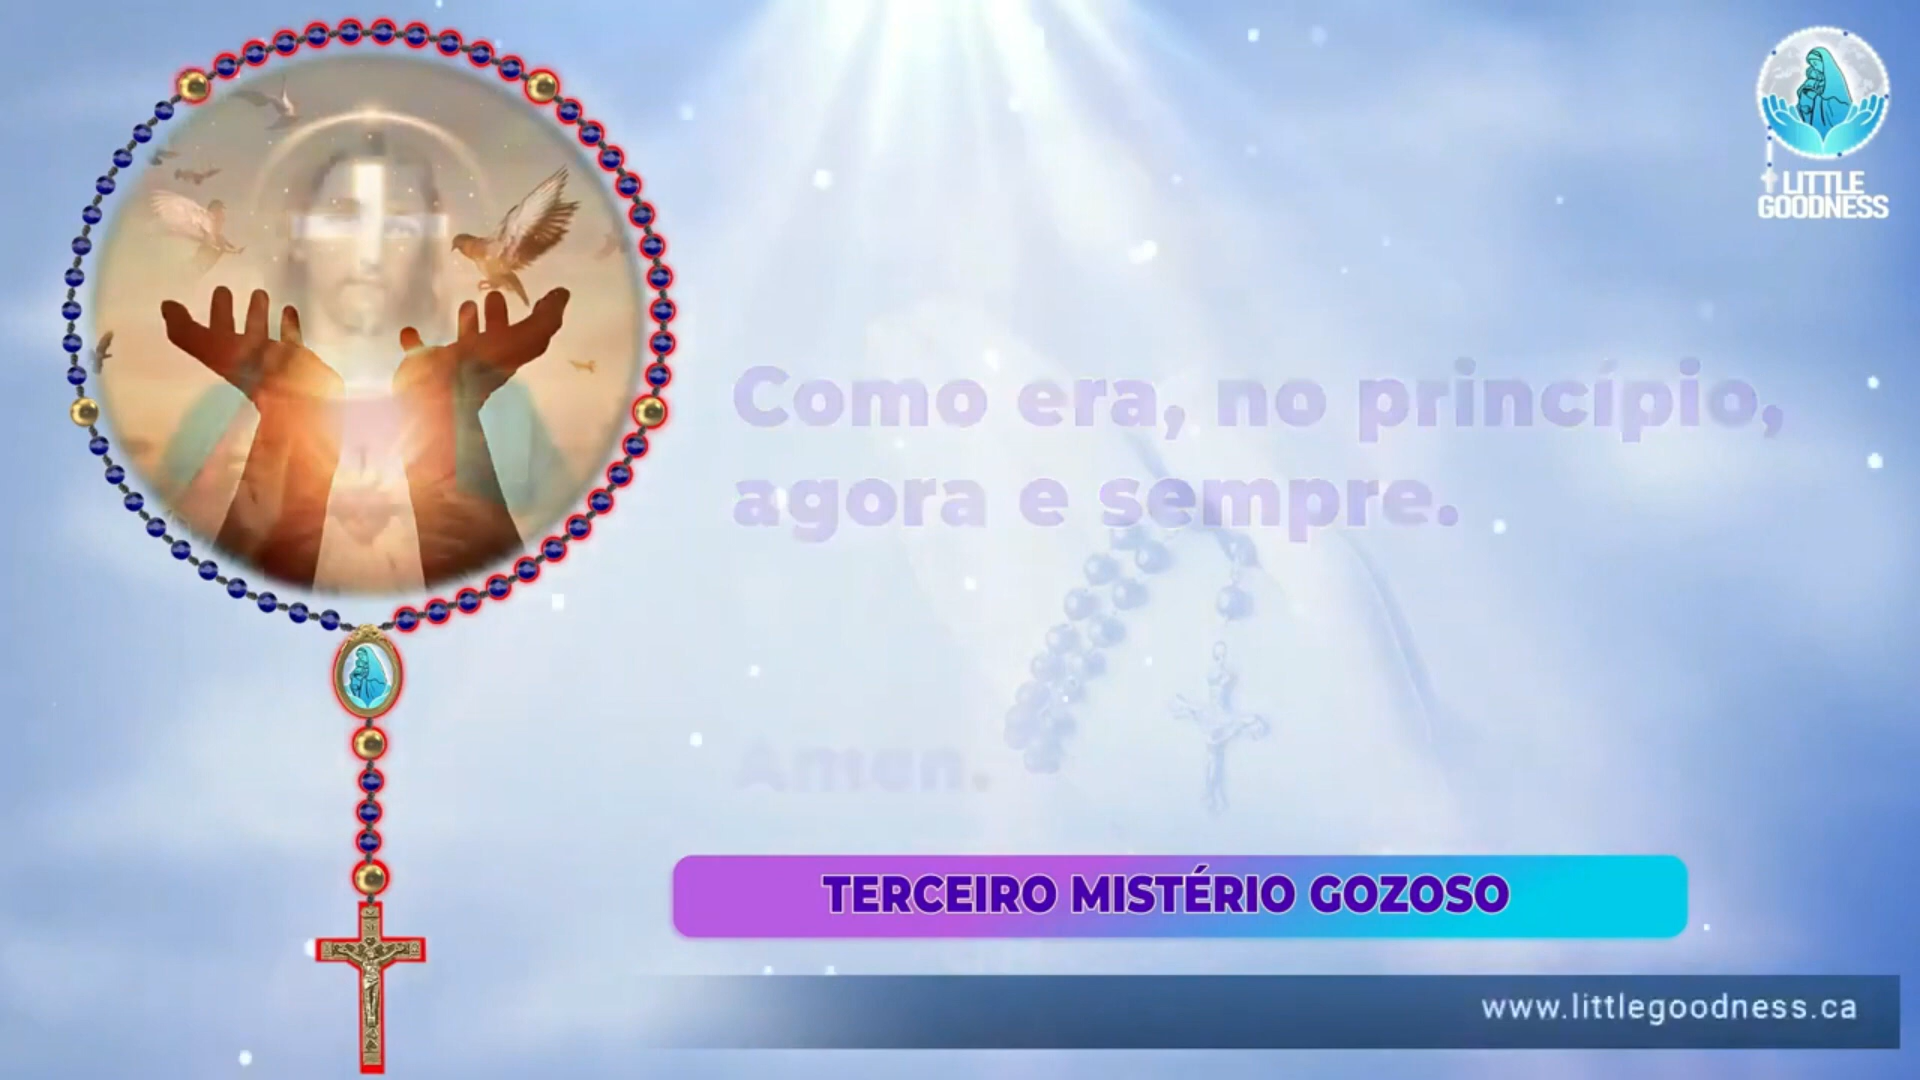 LITTLE
GOODNESS
Como era, no princípio,
agora e sempre.
Amen.
TERCEIRO MISTÉRIO GOZOSO
www.littlegoodness.ca